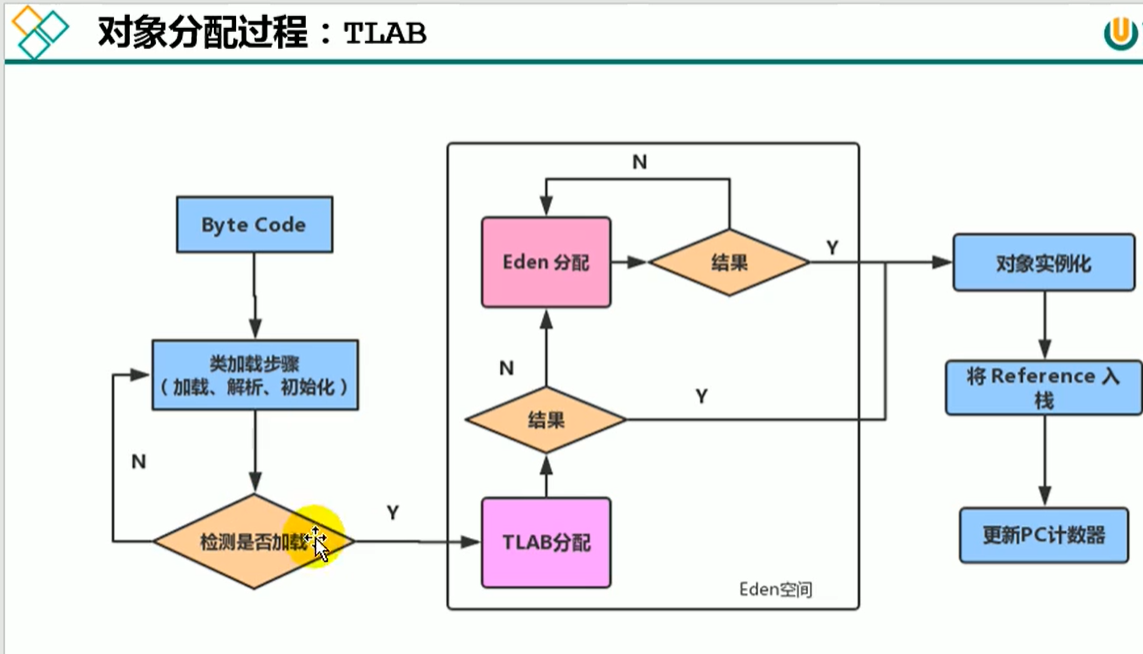 对象分配过程：TLAB
Byte Code
类加载步骤
（加载、解析、初始化）
N
检测是否加载
Y
N
Eden 分配
结果
Y
N
结果
Y
TLAB分配
Eden空间
对象实例化
将 Reference 入
栈
更新PC计数器